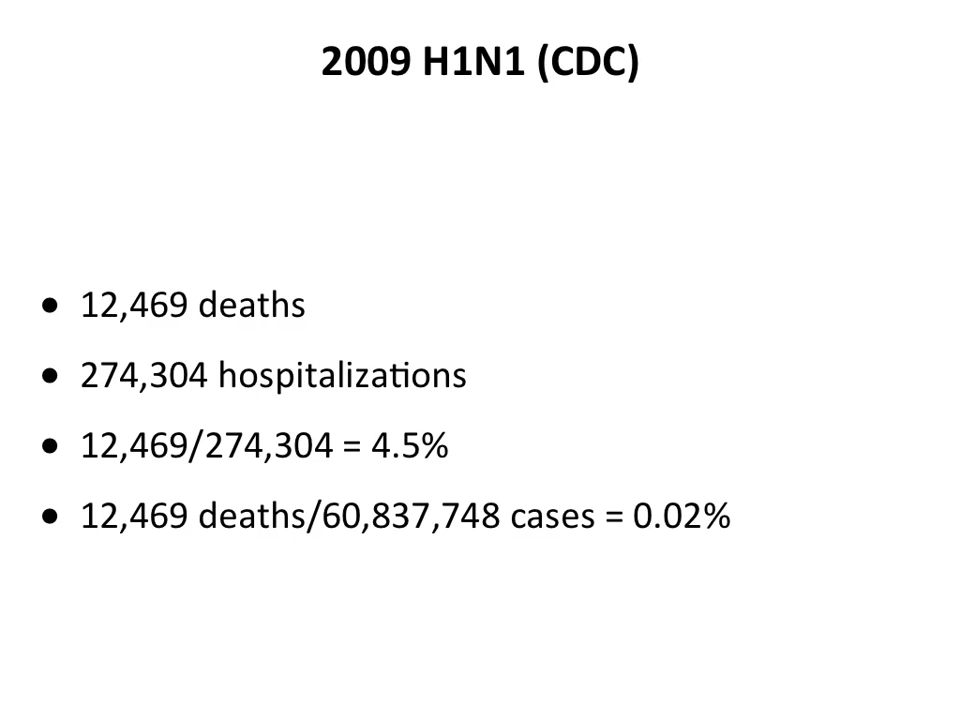 2009 H1N1 (CDC)
• 12,469 deaths
• 274,304 hospitalizations
• 12,469/274,304 = 4.5%
• 12,469 deaths/60,837,748 cases = 0.02%